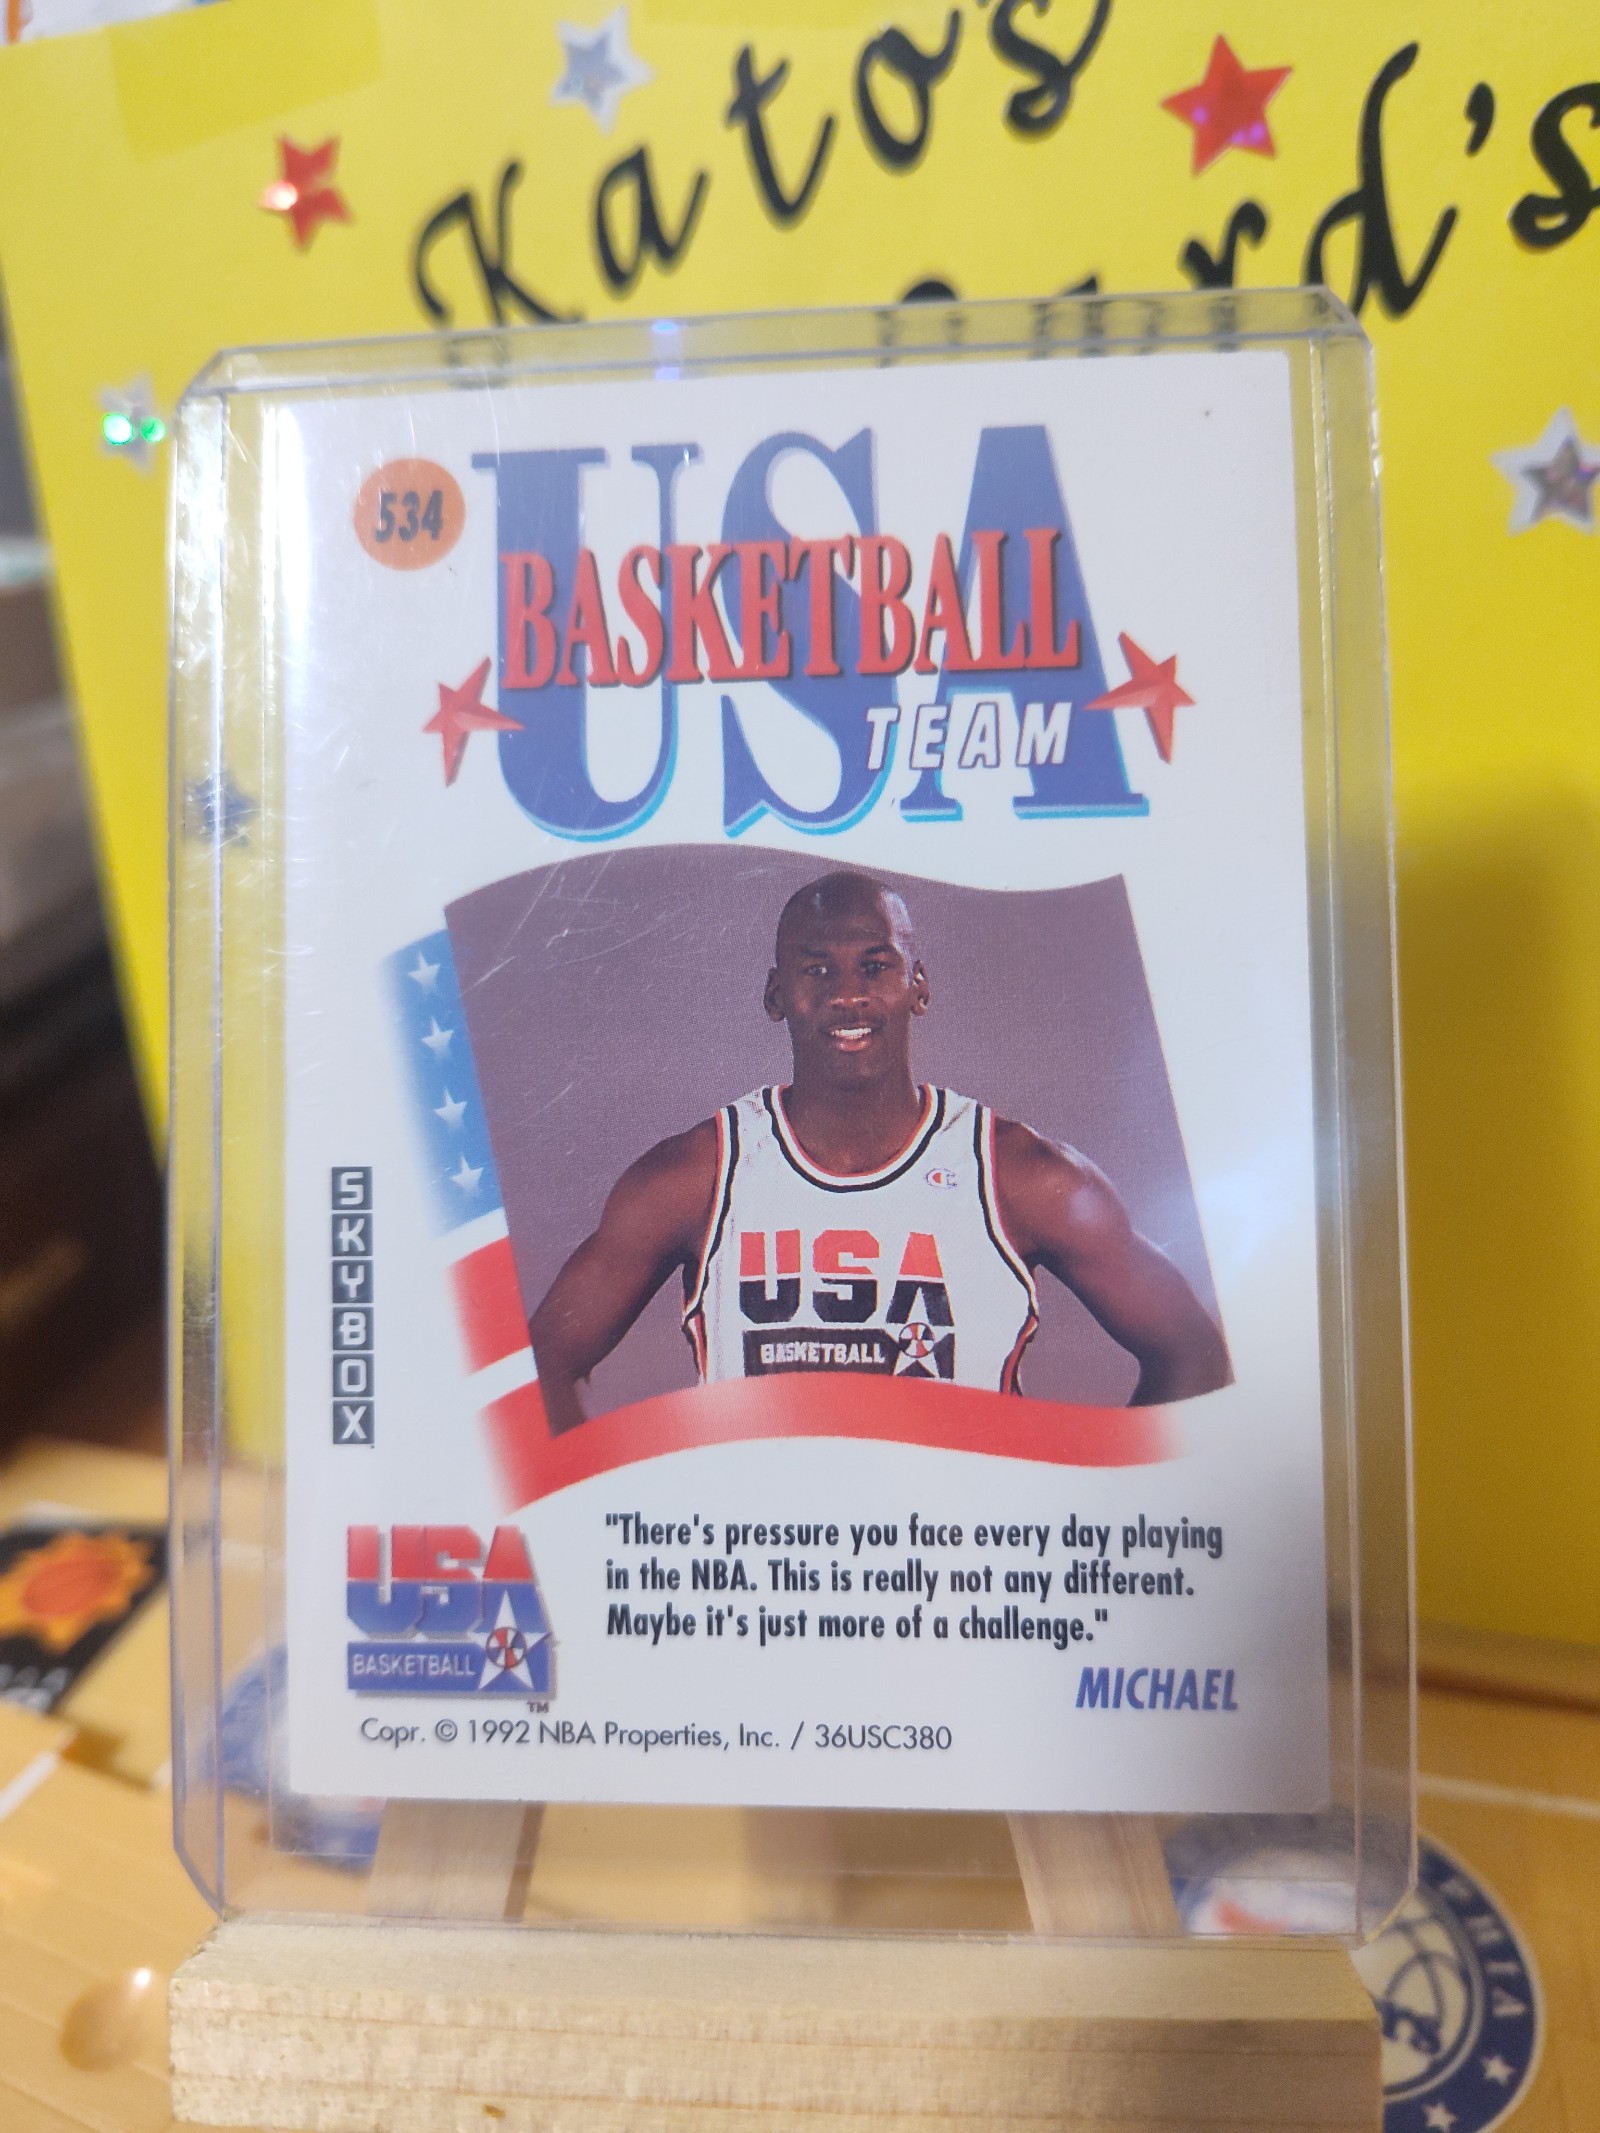 Katos
ard's
534
USA
BASKETBALL
TEAM
USA
BASKETBALL
SKYBOX
"There's pressure you face every day playing
in the NBA. This is really not any different.
Maybe it's just more of a challenge."
MICHAEL
USA
BASKETBALL
TM
Copr. © 1992 NBA Properties, Inc. / 36USC380